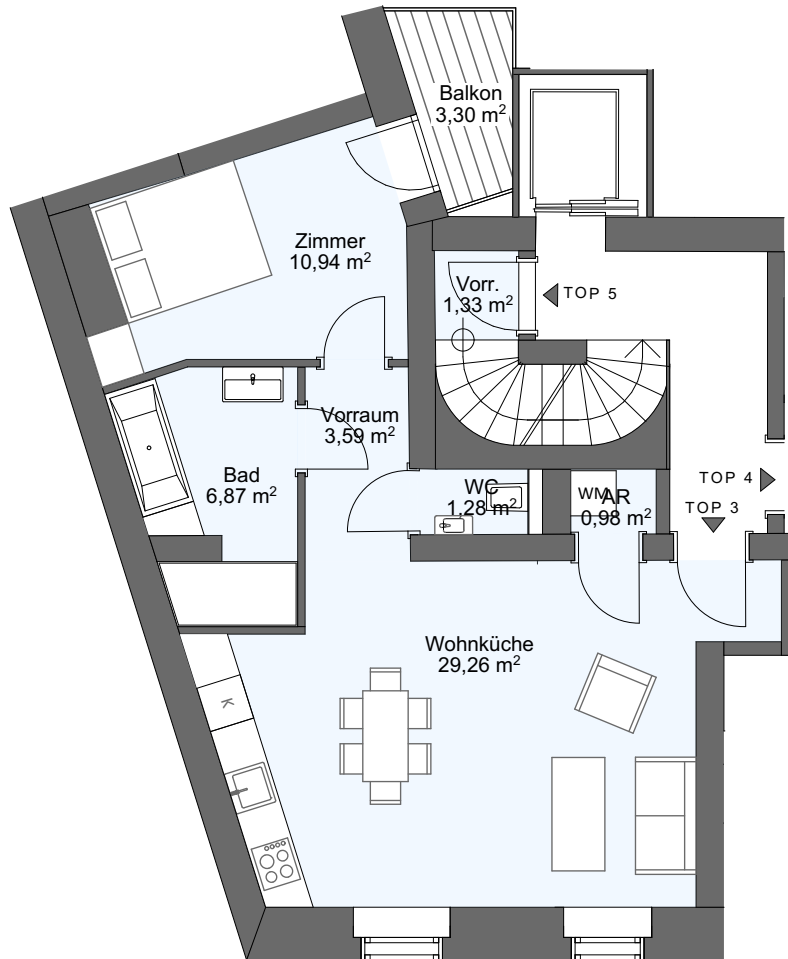 Balkon
3,30 m²
Zimmer
10,94 m²
Vorr.
1,33 m²
TOP 5
Vorraum
3,59 m²
Bad
6,87 m²
WC
1,28 m²
WM
AR
0,98 m²
TOP 4
TOP 3
Wohnküche
29,26 m²
K